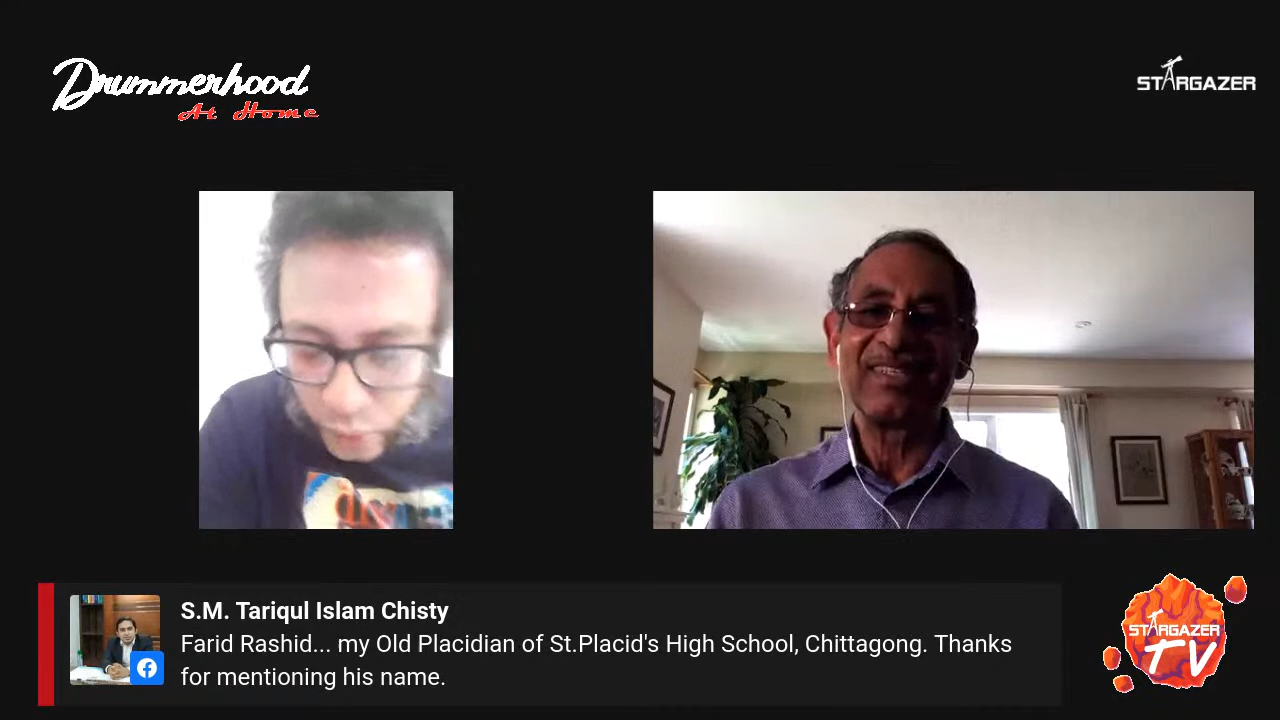 Drummerhood
At Home
STARGAZER
S.M. Tariqul Islam Chisty
Farid Rashid... my Old Placidian of St.Placid's High School, Chittagong. Thanks
for mentioning his name.
STARGAZER
TV